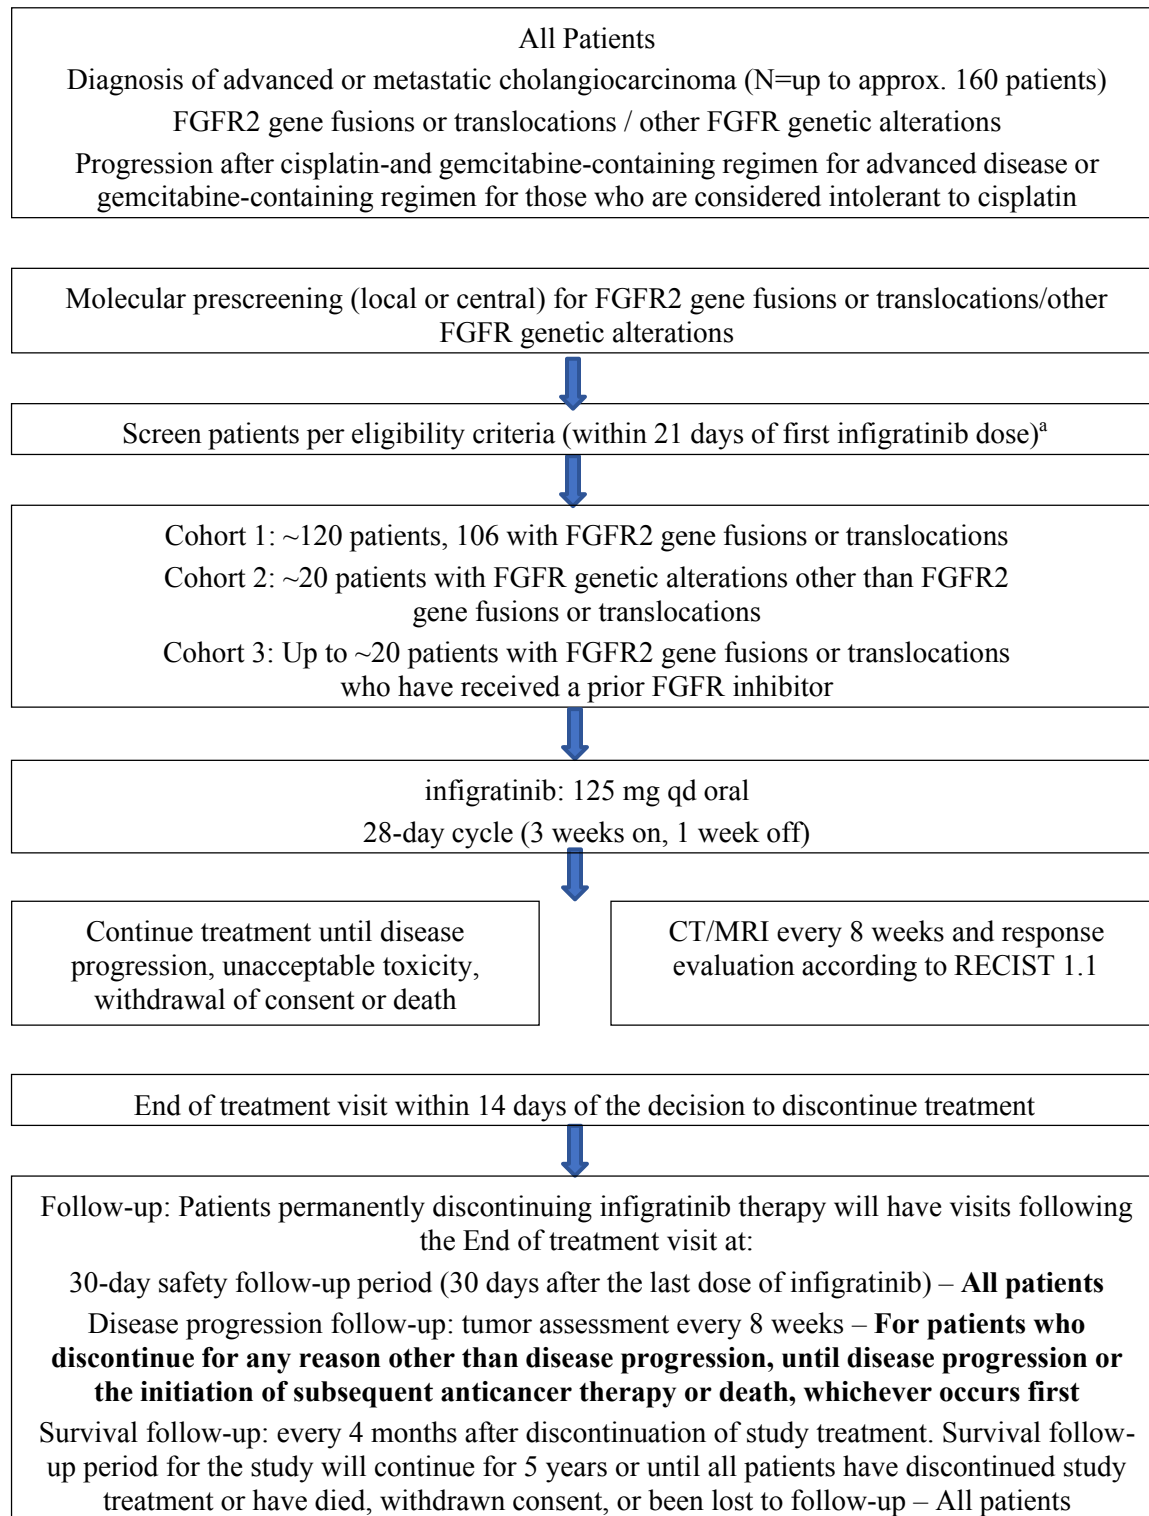 All Patients
Diagnosis of advanced or metastatic cholangiocarcinoma (N=up to approx. 160 patients)
FGFR2 gene fusions or translocations / other FGFR genetic alterations
Progression after cisplatin-and gemcitabine-containing regimen for advanced disease or
gemcitabine-containing regimen for those who are considered intolerant to cisplatin
Molecular prescreening (local or central) for FGFR2 gene fusions or translocations/other
FGFR genetic alterations
Screen patients per eligibility criteria (within 21 days of first infigratinib dose)ᵃ
Cohort 1: ~120 patients, 106 with FGFR2 gene fusions or translocations
Cohort 2: ~20 patients with FGFR genetic alterations other than FGFR2
gene fusions or translocations
Cohort 3: Up to ~20 patients with FGFR2 gene fusions or translocations
who have received a prior FGFR inhibitor
infigratinib: 125 mg qd oral
28-day cycle (3 weeks on, 1 week off)
Continue treatment until disease
progression, unacceptable toxicity,
withdrawal of consent or death
CT/MRI every 8 weeks and response
evaluation according to RECIST 1.1
End of treatment visit within 14 days of the decision to discontinue treatment
Follow-up: Patients permanently discontinuing infigratinib therapy will have visits following
the End of treatment visit at:
30-day safety follow-up period (30 days after the last dose of infigratinib) – All patients
Disease progression follow-up: tumor assessment every 8 weeks – For patients who
discontinue for any reason other than disease progression, until disease progression or
the initiation of subsequent anticancer therapy or death, whichever occurs first
Survival follow-up: every 4 months after discontinuation of study treatment. Survival follow-
up period for the study will continue for 5 years or until all patients have discontinued study
treatment or have died, withdrawn consent, or been lost to follow-up – All patients